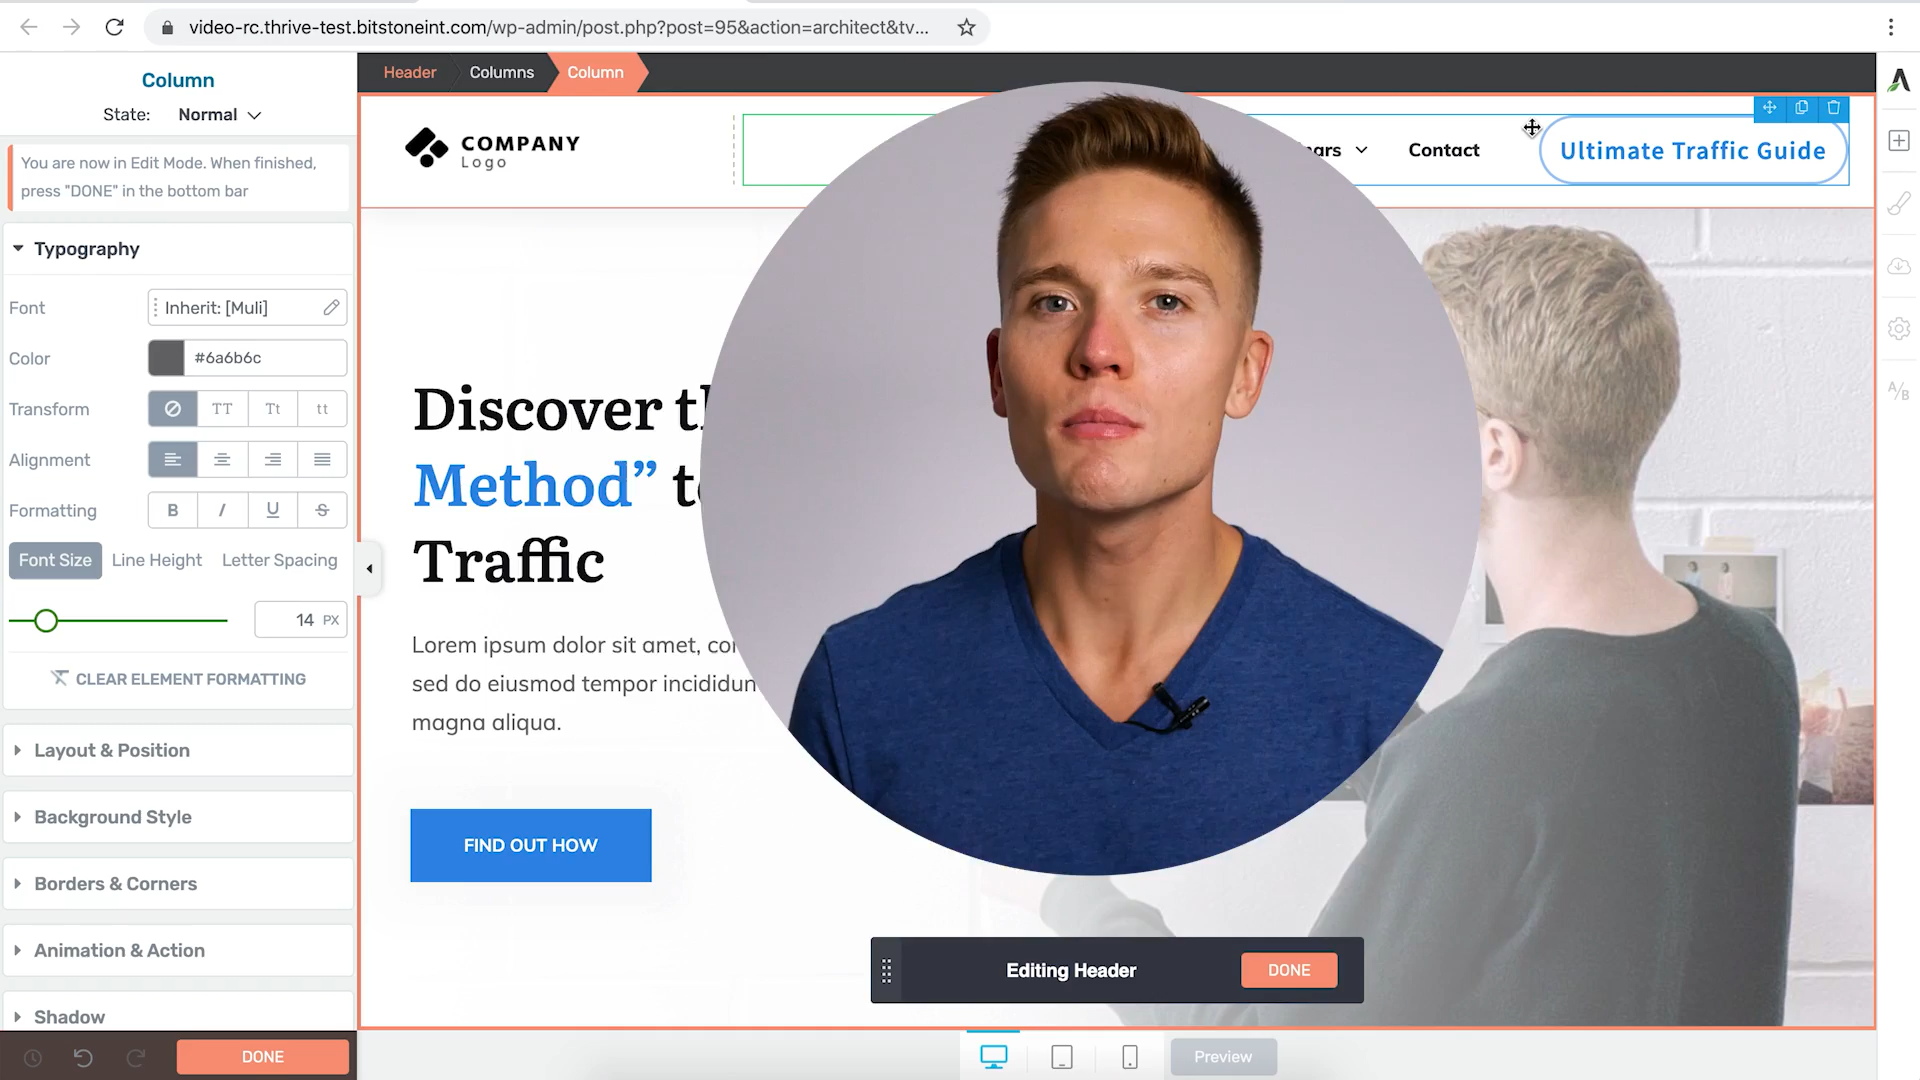 video-rc.thrive-test.bitstoneint.com/wp-admin/post.php?post=95&action=architect&tv...
Column
State: Normal
You are now in Edit Mode. When finished,
press "DONE" in the bottom bar
Typography
Font Inherit: [Muli]
Color #6a6b6c
Transform TT Tt tt
Alignment
Formatting B I U S
Font Size Line Height Letter Spacing
14 PX
CLEAR ELEMENT FORMATTING
Layout & Position
Background Style
Borders & Corners
Animation & Action
Shadow
DONE
Header Columns Column
COMPANY
Logo
nars Contact Ultimate Traffic Guide
Discover th
Method” to
Traffic
Lorem ipsum dolor sit amet, con
sed do eiusmod tempor incididun
magna aliqua.
FIND OUT HOW
Editing Header DONE
Preview
A/B